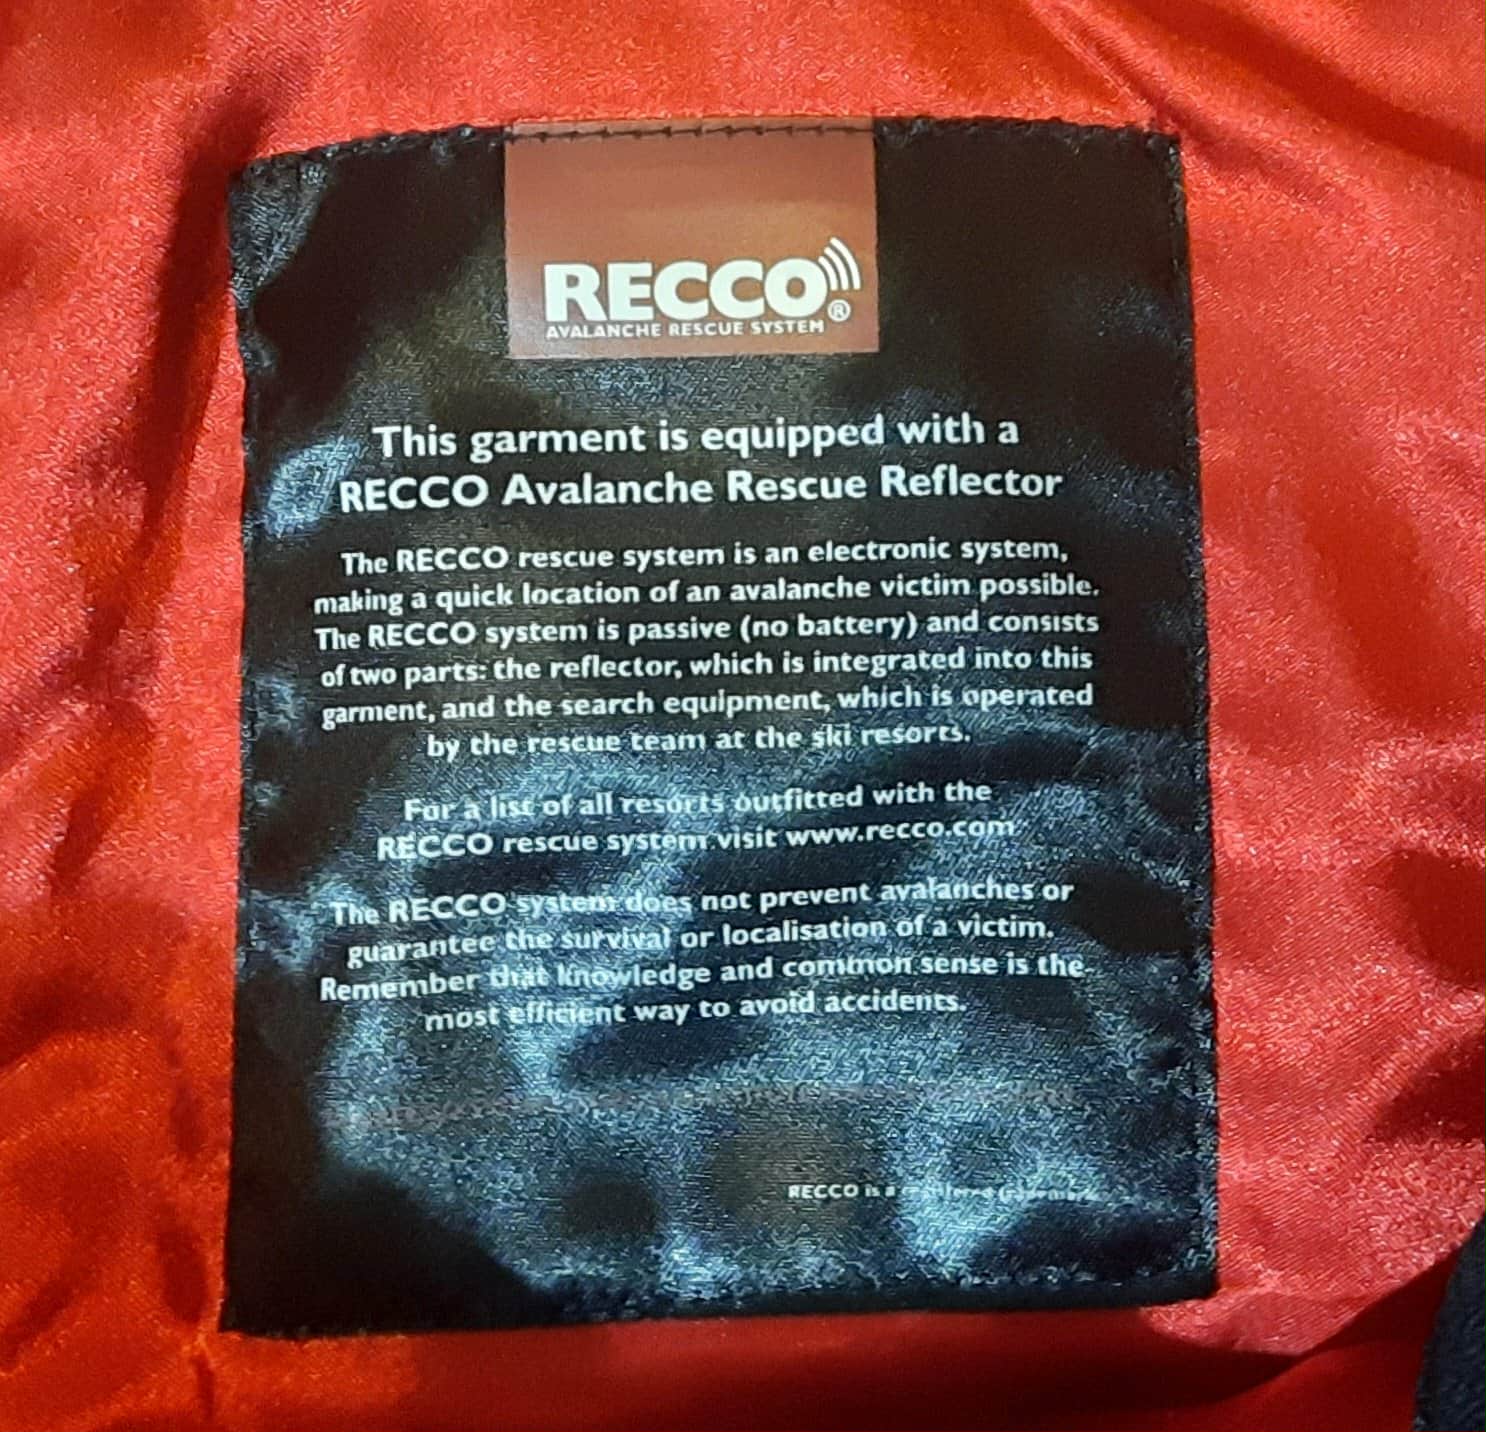 RECCO®
AVALANCHE RESCUE SYSTEM
This garment is equipped with a
RECCO Avalanche Rescue Reflector
The RECCO rescue system is an electronic system,
making a quick location of an avalanche victim possible.
The RECCO system is passive (no battery) and consists
of two parts: the reflector, which is integrated into this
garment, and the search equipment, which is operated
by the rescue team at the ski resorts.
For a list of all resorts outfitted with the
RECCO rescue system visit www.recco.com
The RECCO system does not prevent avalanches or
guarantee the survival or localisation of a victim.
Remember that knowledge and common sense is the
most efficient way to avoid accidents.
RECCO is a